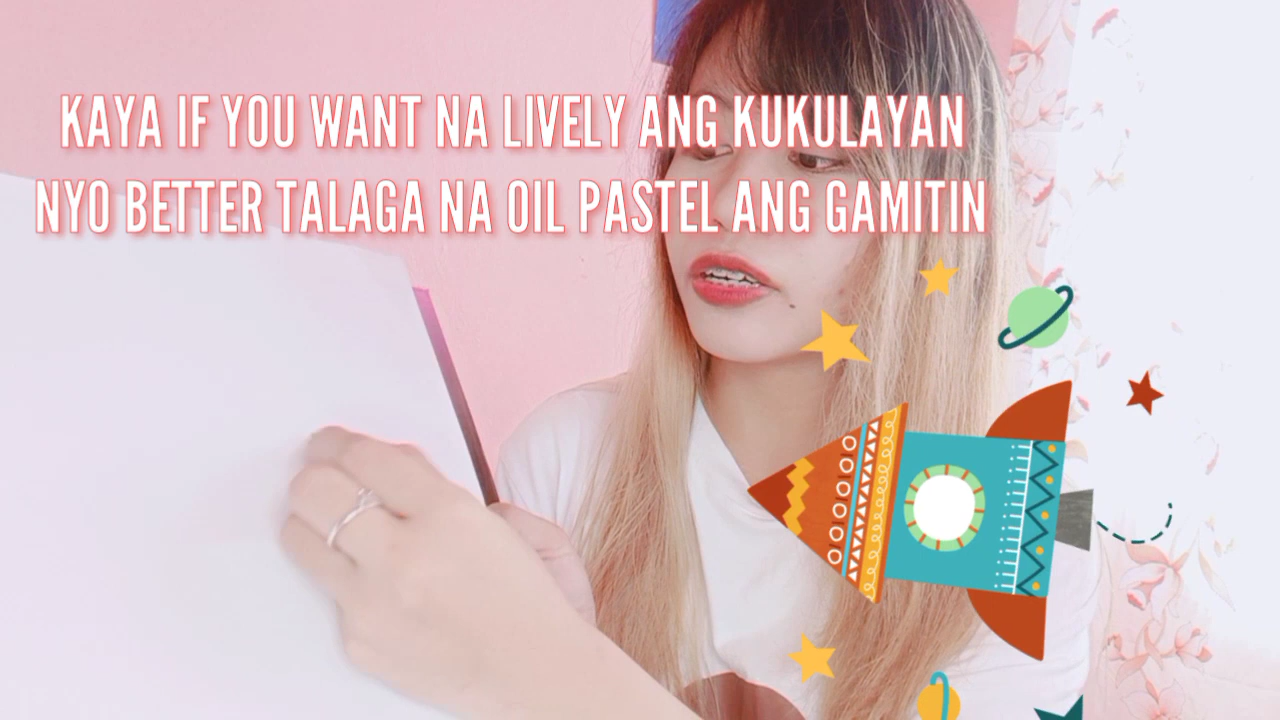 KAYA IF YOU WANT NA LIVELY ANG KUKULAYAN
NYO BETTER TALAGA NA OIL PASTEL ANG GAMITIN